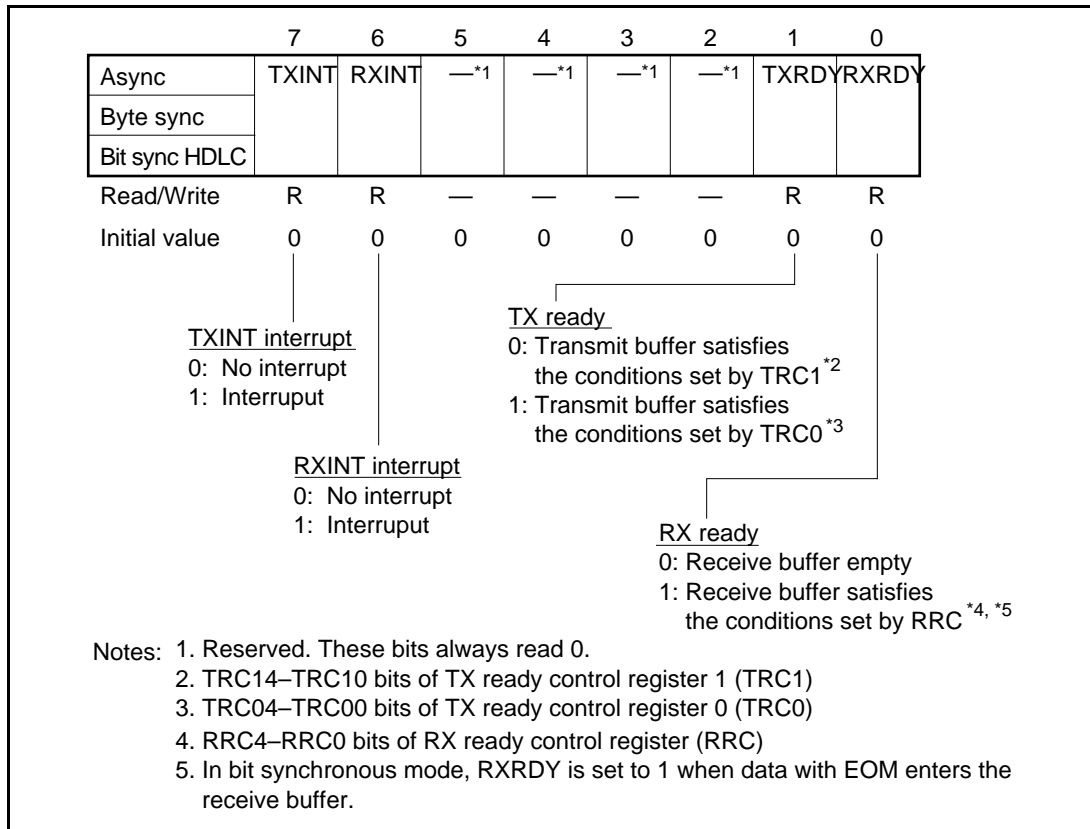 7 6 5 4 3 2 1 0
Async TXINT RXINT —*1 —*1 —*1 —*1 TXRDY RXRDY
Byte sync
Bit sync HDLC
Read/Write R R — — — — R R
Initial value 0 0 0 0 0 0 0 0
TXINT interrupt
0: No interrupt
1: Interruput
RXINT interrupt
0: No interrupt
1: Interruput
TX ready
0: Transmit buffer satisfies
the conditions set by TRC1*2
1: Transmit buffer satisfies
the conditions set by TRC0*3
RX ready
0: Receive buffer empty
1: Receive buffer satisfies
the conditions set by RRC*4, *5
Notes: 1. Reserved. These bits always read 0.
2. TRC14–TRC10 bits of TX ready control register 1 (TRC1)
3. TRC04–TRC00 bits of TX ready control register 0 (TRC0)
4. RRC4–RRC0 bits of RX ready control register (RRC)
5. In bit synchronous mode, RXRDY is set to 1 when data with EOM enters the
receive buffer.